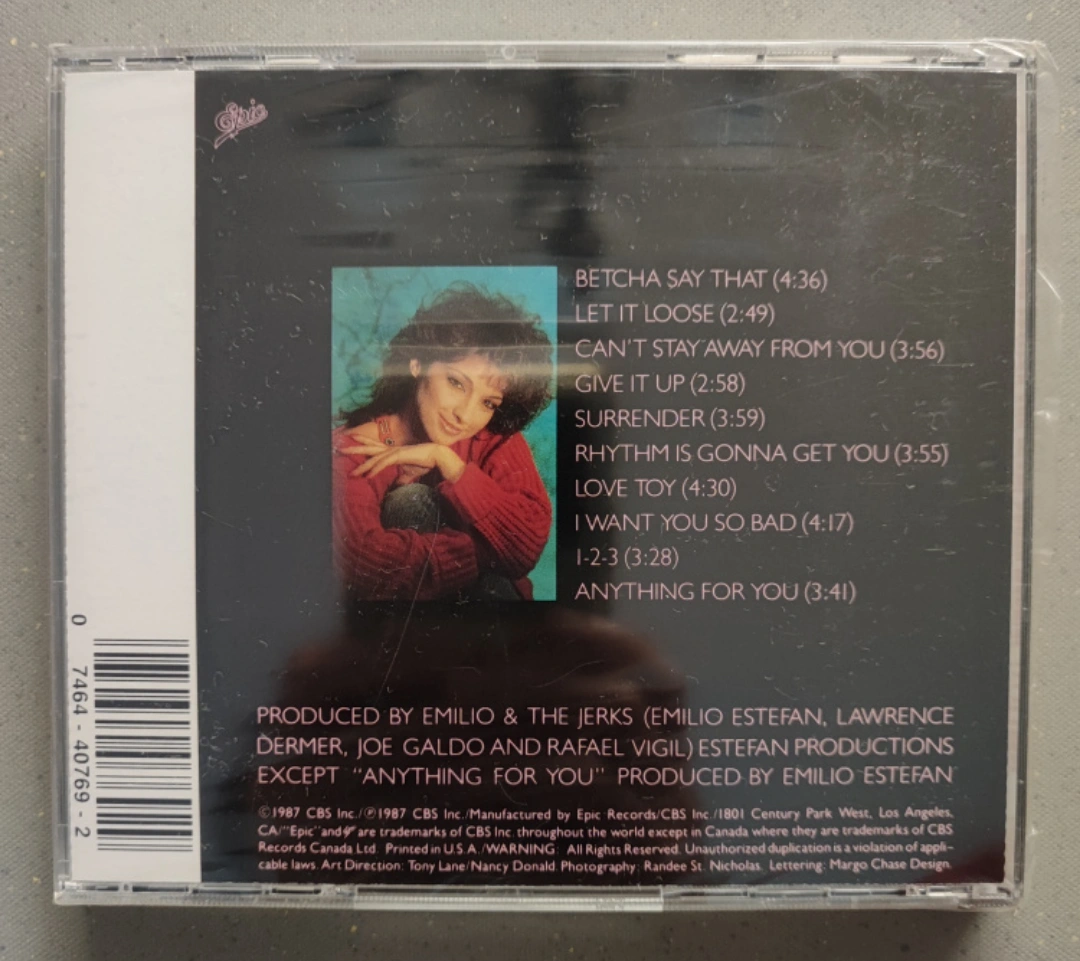 Epic
BETCHA SAY THAT (4:36)
LET IT LOOSE (2:49)
CAN'T STAY AWAY FROM YOU (3:56)
GIVE IT UP (2:58)
SURRENDER (3:59)
RHYTHM IS GONNA GET YOU (3:55)
LOVE TOY (4:30)
I WANT YOU SO BAD (4:17)
1-2-3 (3:28)
ANYTHING FOR YOU (3:41)
PRODUCED BY EMILIO & THE JERKS (EMILIO ESTEFAN, LAWRENCE
DERMER, JOE GALDO AND RAFAEL VIGIL) ESTEFAN PRODUCTIONS
EXCEPT "ANYTHING FOR YOU" PRODUCED BY EMILIO ESTEFAN
©1987 CBS Inc./℗1987 CBS Inc./Manufactured by Epic Records/CBS Inc./1801 Century Park West, Los Angeles,
CA/"Epic" and are trademarks of CBS Inc. throughout the world except in Canada where they are trademarks of CBS
Records Canada Ltd. Printed in U.S.A./WARNING: All Rights Reserved. Unauthorized duplication is a violation of appli-
cable laws. Art Direction: Tony Lane/Nancy Donald. Photography: Randee St. Nicholas. Lettering: Margo Chase Design.
0 7464-40769-2